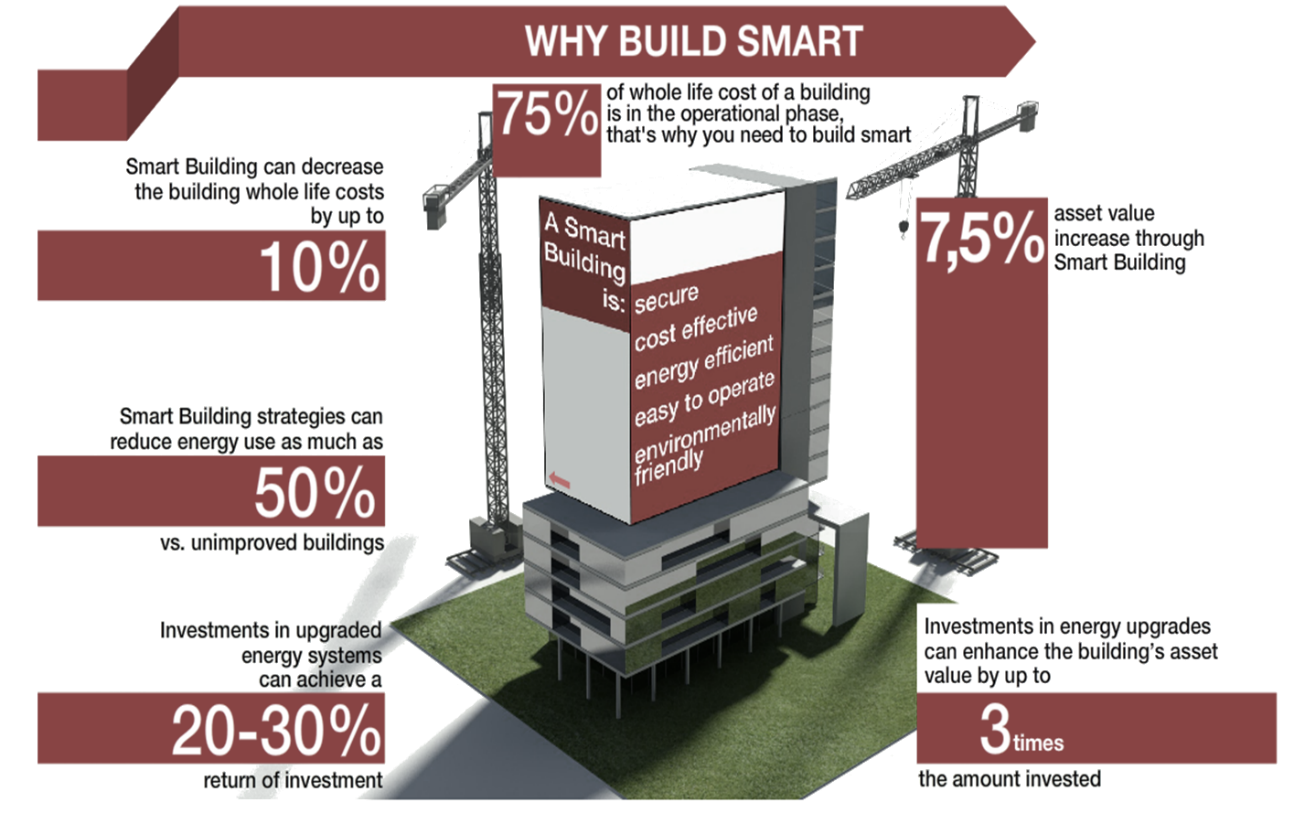 WHY BUILD SMART
75%
of whole life cost of a building
is in the operational phase,
that's why you need to build smart
Smart Building can decrease
the building whole life costs
by up to
10%
A Smart
Building
is:
secure
cost effective
energy efficient
easy to operate
environmentally
friendly
7,5%
asset value
increase through
Smart Building
Smart Building strategies can
reduce energy use as much as
50%
vs. unimproved buildings
Investments in upgraded
energy systems
can achieve a
20-30%
return of investment
Investments in energy upgrades
can enhance the building's asset
value by up to
3 times
the amount invested